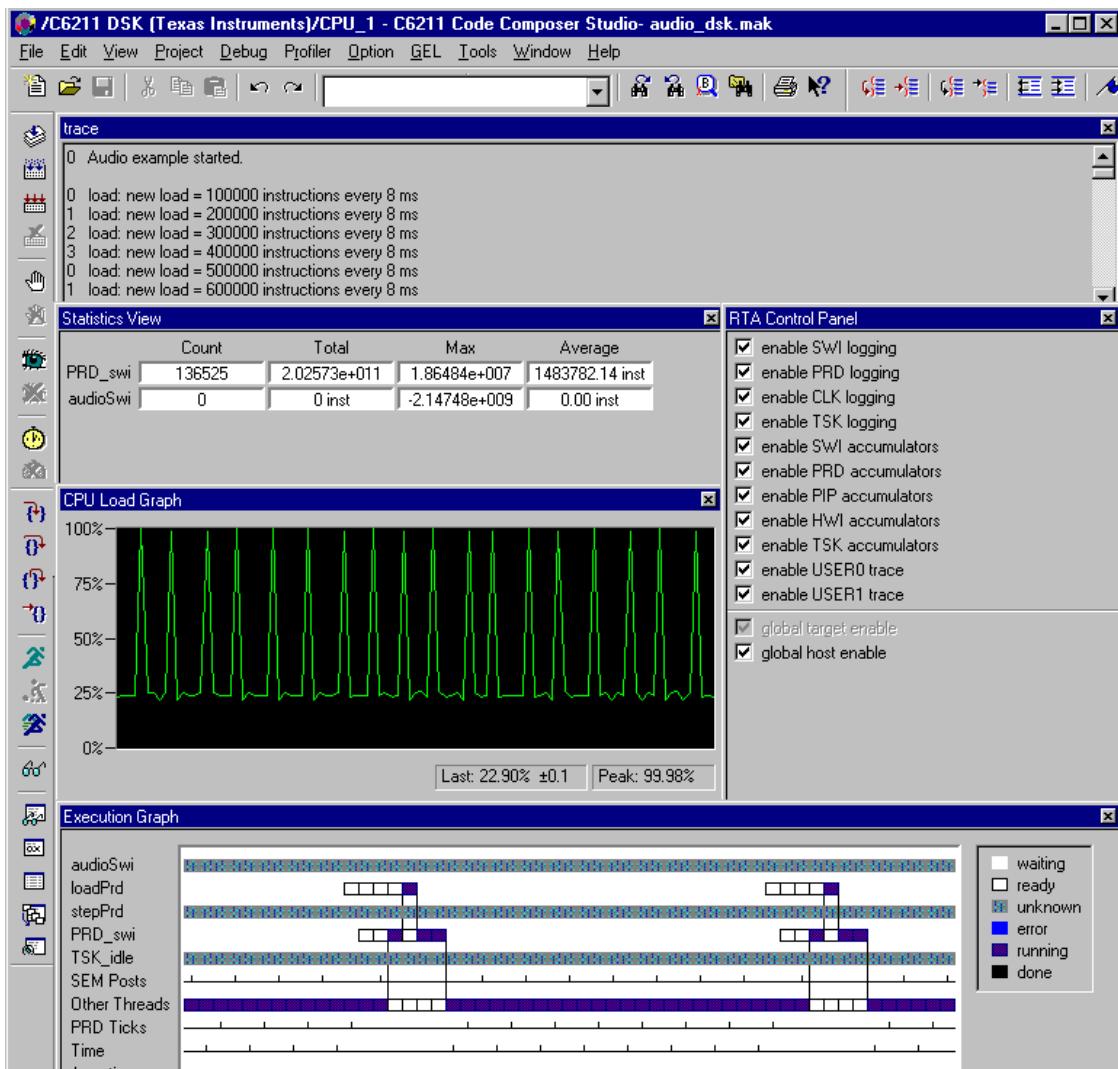 /C6211 DSK (Texas Instruments)/CPU_1 - C6211 Code Composer Studio- audio_dsk.mak
File Edit View Project Debug Profiler Option GEL Tools Window Help
trace
0 Audio example started.
0 load: new load = 100000 instructions every 8 ms
1 load: new load = 200000 instructions every 8 ms
2 load: new load = 300000 instructions every 8 ms
3 load: new load = 400000 instructions every 8 ms
0 load: new load = 500000 instructions every 8 ms
1 load: new load = 600000 instructions every 8 ms
Statistics View
Count Total Max Average
PRD_swi 136525 2.02573e+011 1.86484e+007 1483782.14 inst
audioSwi 0 0 inst -2.14748e+009 0.00 inst
RTA Control Panel
enable SWI logging
enable PRD logging
enable CLK logging
enable TSK logging
enable SWI accumulators
enable PRD accumulators
enable PIP accumulators
enable HWI accumulators
enable TSK accumulators
enable USER0 trace
enable USER1 trace
global target enable
global host enable
CPU Load Graph
100%
75%
50%
25%
0%
Last: 22.90% ±0.1 Peak: 99.98%
Execution Graph
audioSwi
loadPrd
stepPrd
PRD_swi
TSK_idle
SEM Posts
Other Threads
PRD Ticks
Time
waiting
ready
unknown
error
running
done